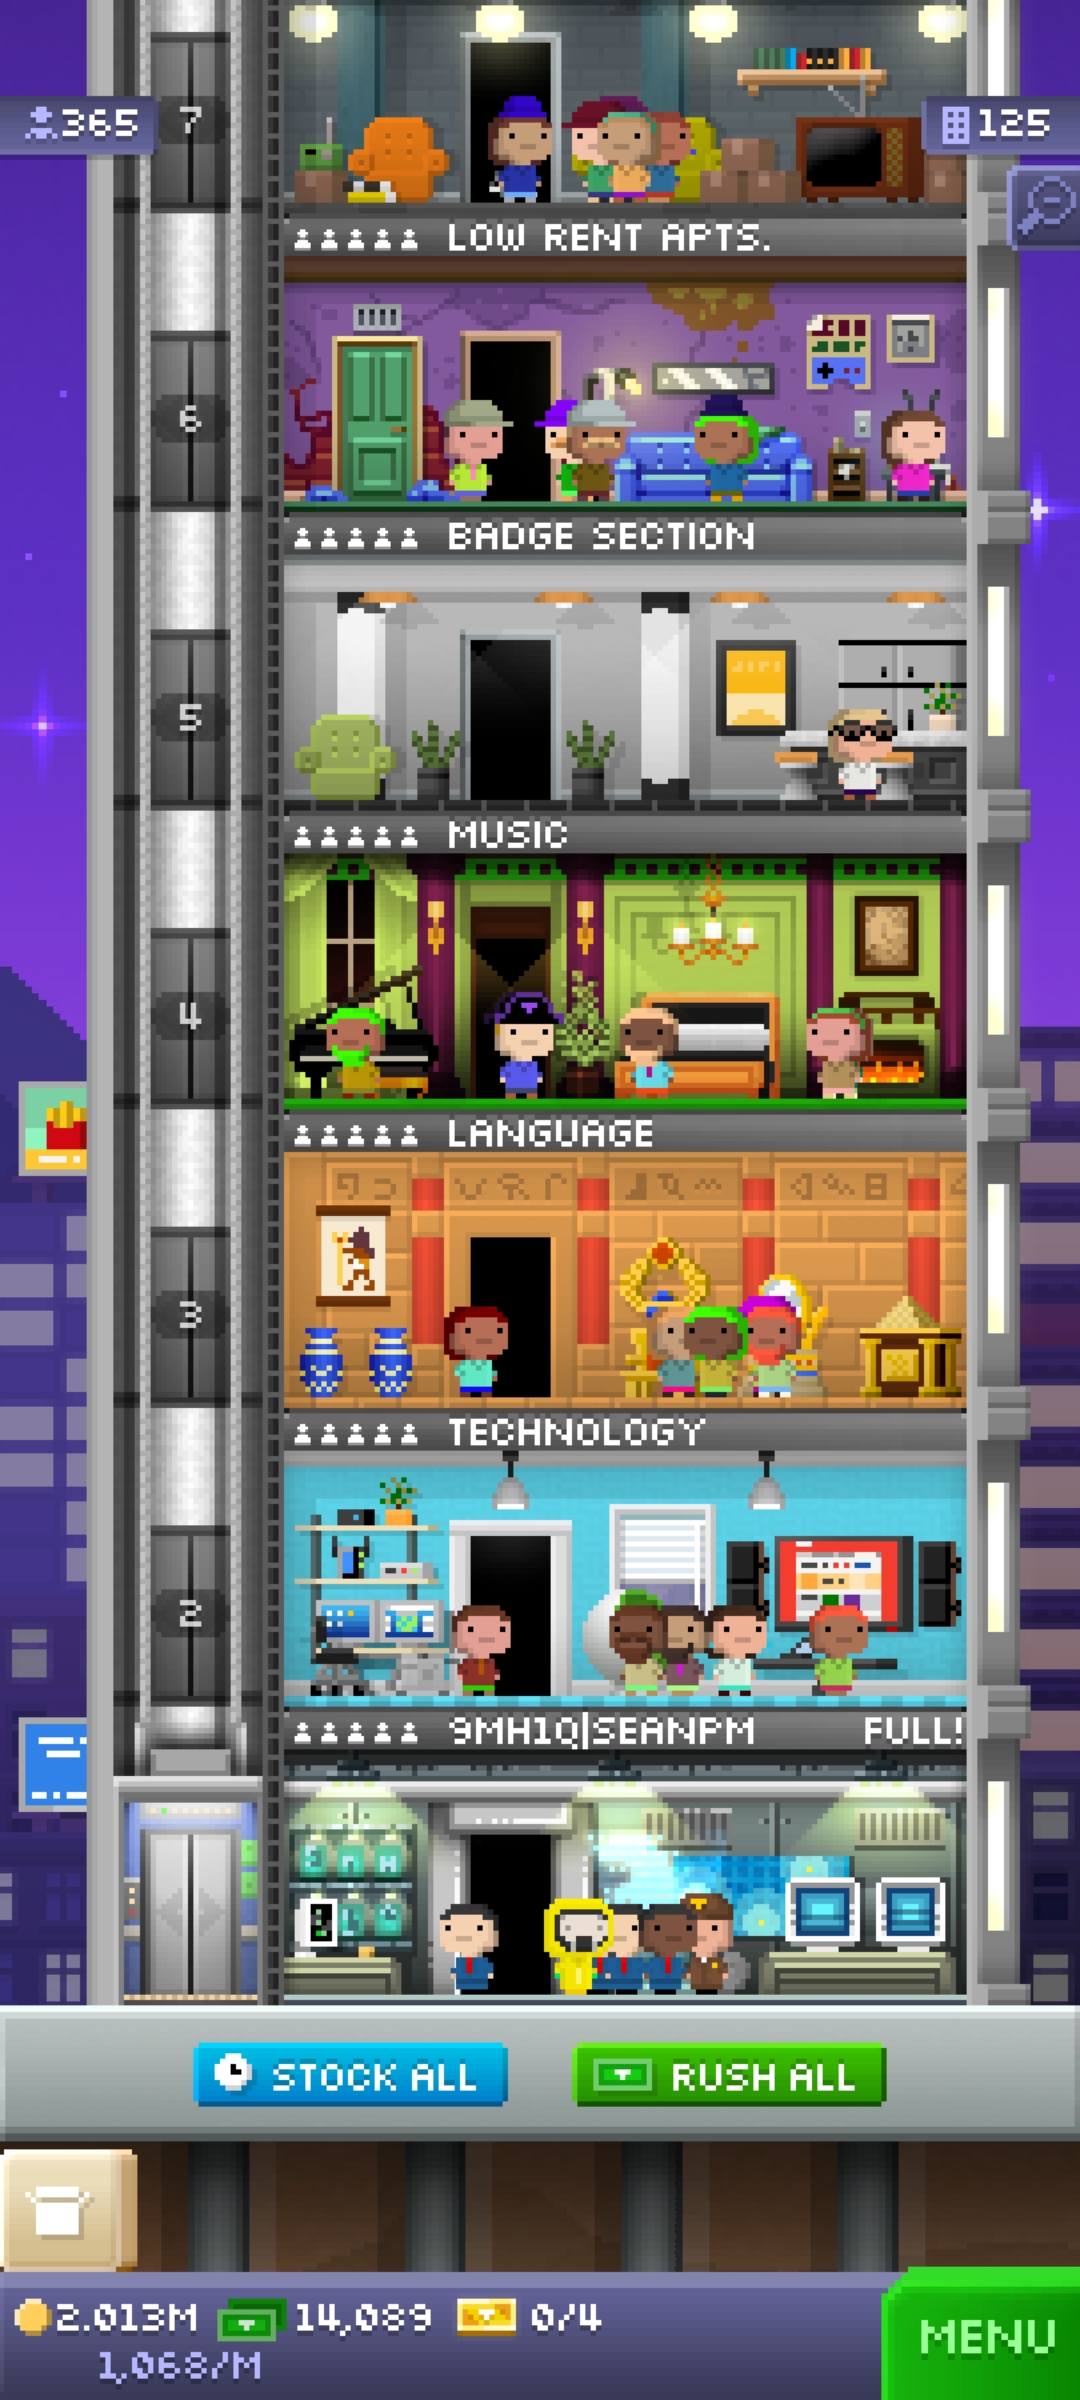 365
7
125
LOW RENT APTS.
6
BADGE SECTION
5
MUSIC
4
LANGUAGE
3
TECHNOLOGY
2
9MH1Q|SEANPM FULL!
STOCK ALL
RUSH ALL
2.013M 14,089 0/4
1,068/M
MENU